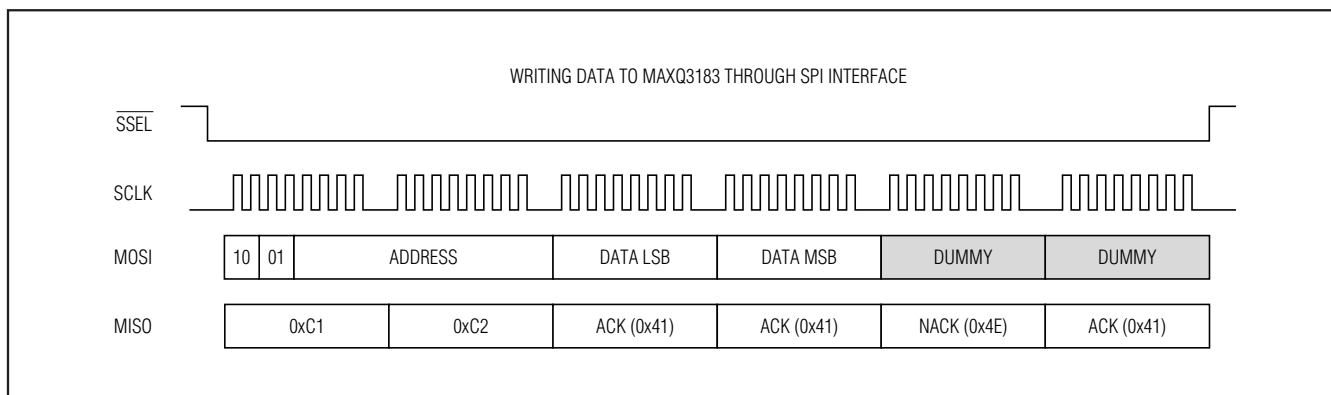 WRITING DATA TO MAXQ3183 THROUGH SPI INTERFACE
SSEL
SCLK
MOSI 10 01 ADDRESS DATA LSB DATA MSB DUMMY DUMMY
MISO 0xC1 0xC2 ACK (0x41) ACK (0x41) NACK (0x4E) ACK (0x41)